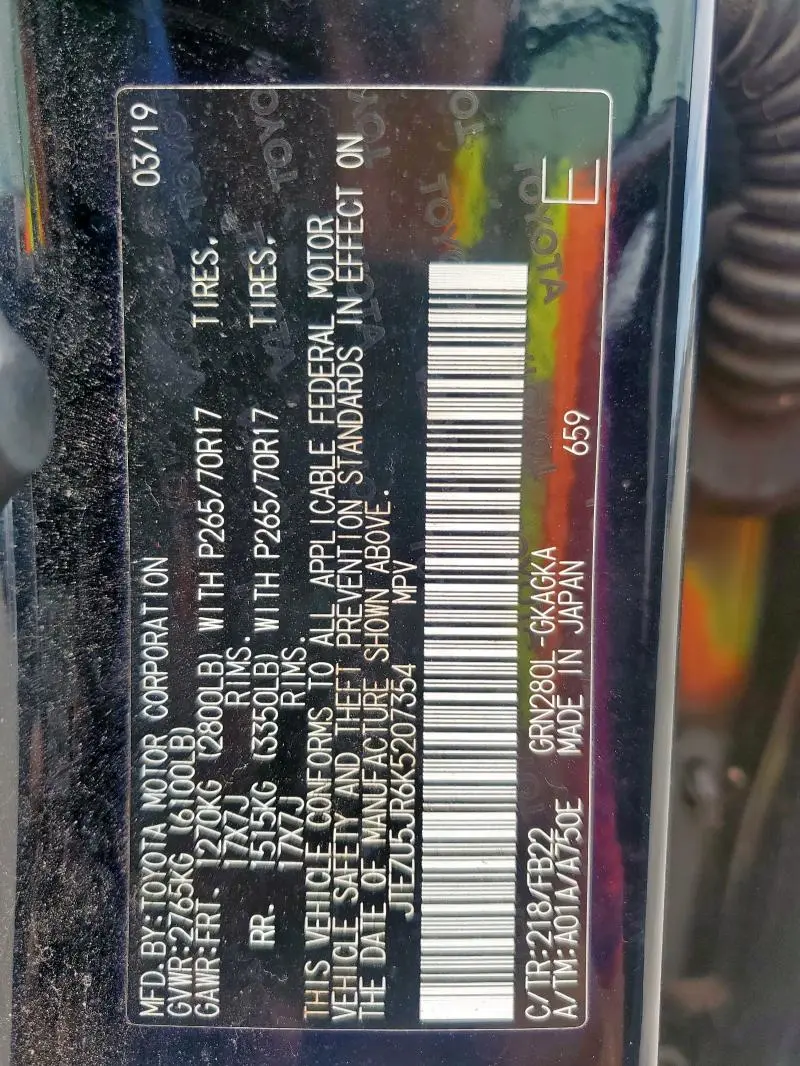 MFD.BY:TOYOTA MOTOR CORPORATION 03/19
GVWR:2765KG (6100LB)
GAWR:FRT- 1270KG (2800LB) WITH P265/70R17 TIRES,
17X7J RIMS.
RR- 1515KG (3350LB) WITH P265/70R17 TIRES,
17X7J RIMS.
THIS VEHICLE CONFORMS TO ALL APPLICABLE FEDERAL MOTOR
VEHICLE SAFETY AND THEFT PREVENTION STANDARDS IN EFFECT ON
THE DATE OF MANUFACTURE SHOWN ABOVE.
JTEZU5JR6K5207354 MPV
C/TR:218/FB22 GRN280L-GKAGKA
A/TM:A01A/A750E MADE IN JAPAN 659
TOYOTA